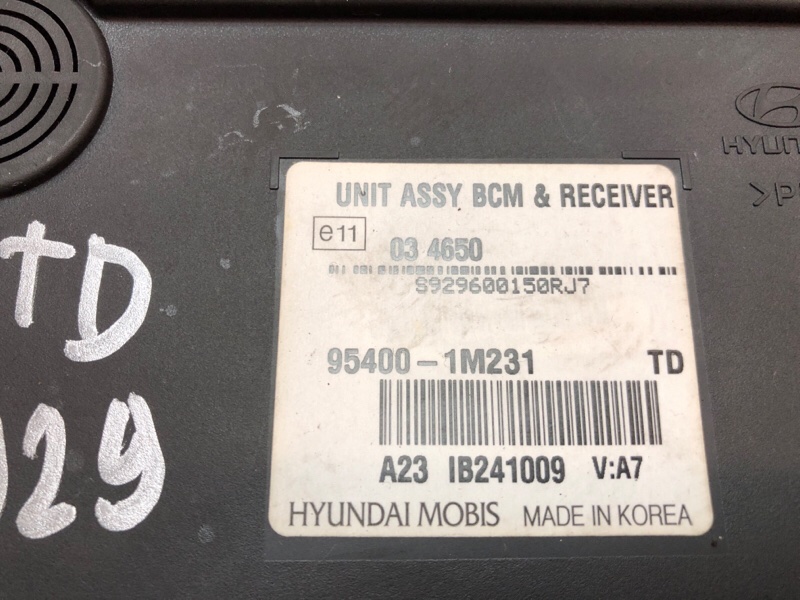 HYUN
>P
UNIT ASSY BCM & RECEIVER
e11
03 4650
S929600150RJ7
95400-1M231 TD
A23 IB241009 V:A7
HYUNDAI MOBIS MADE IN KOREA
TD
29